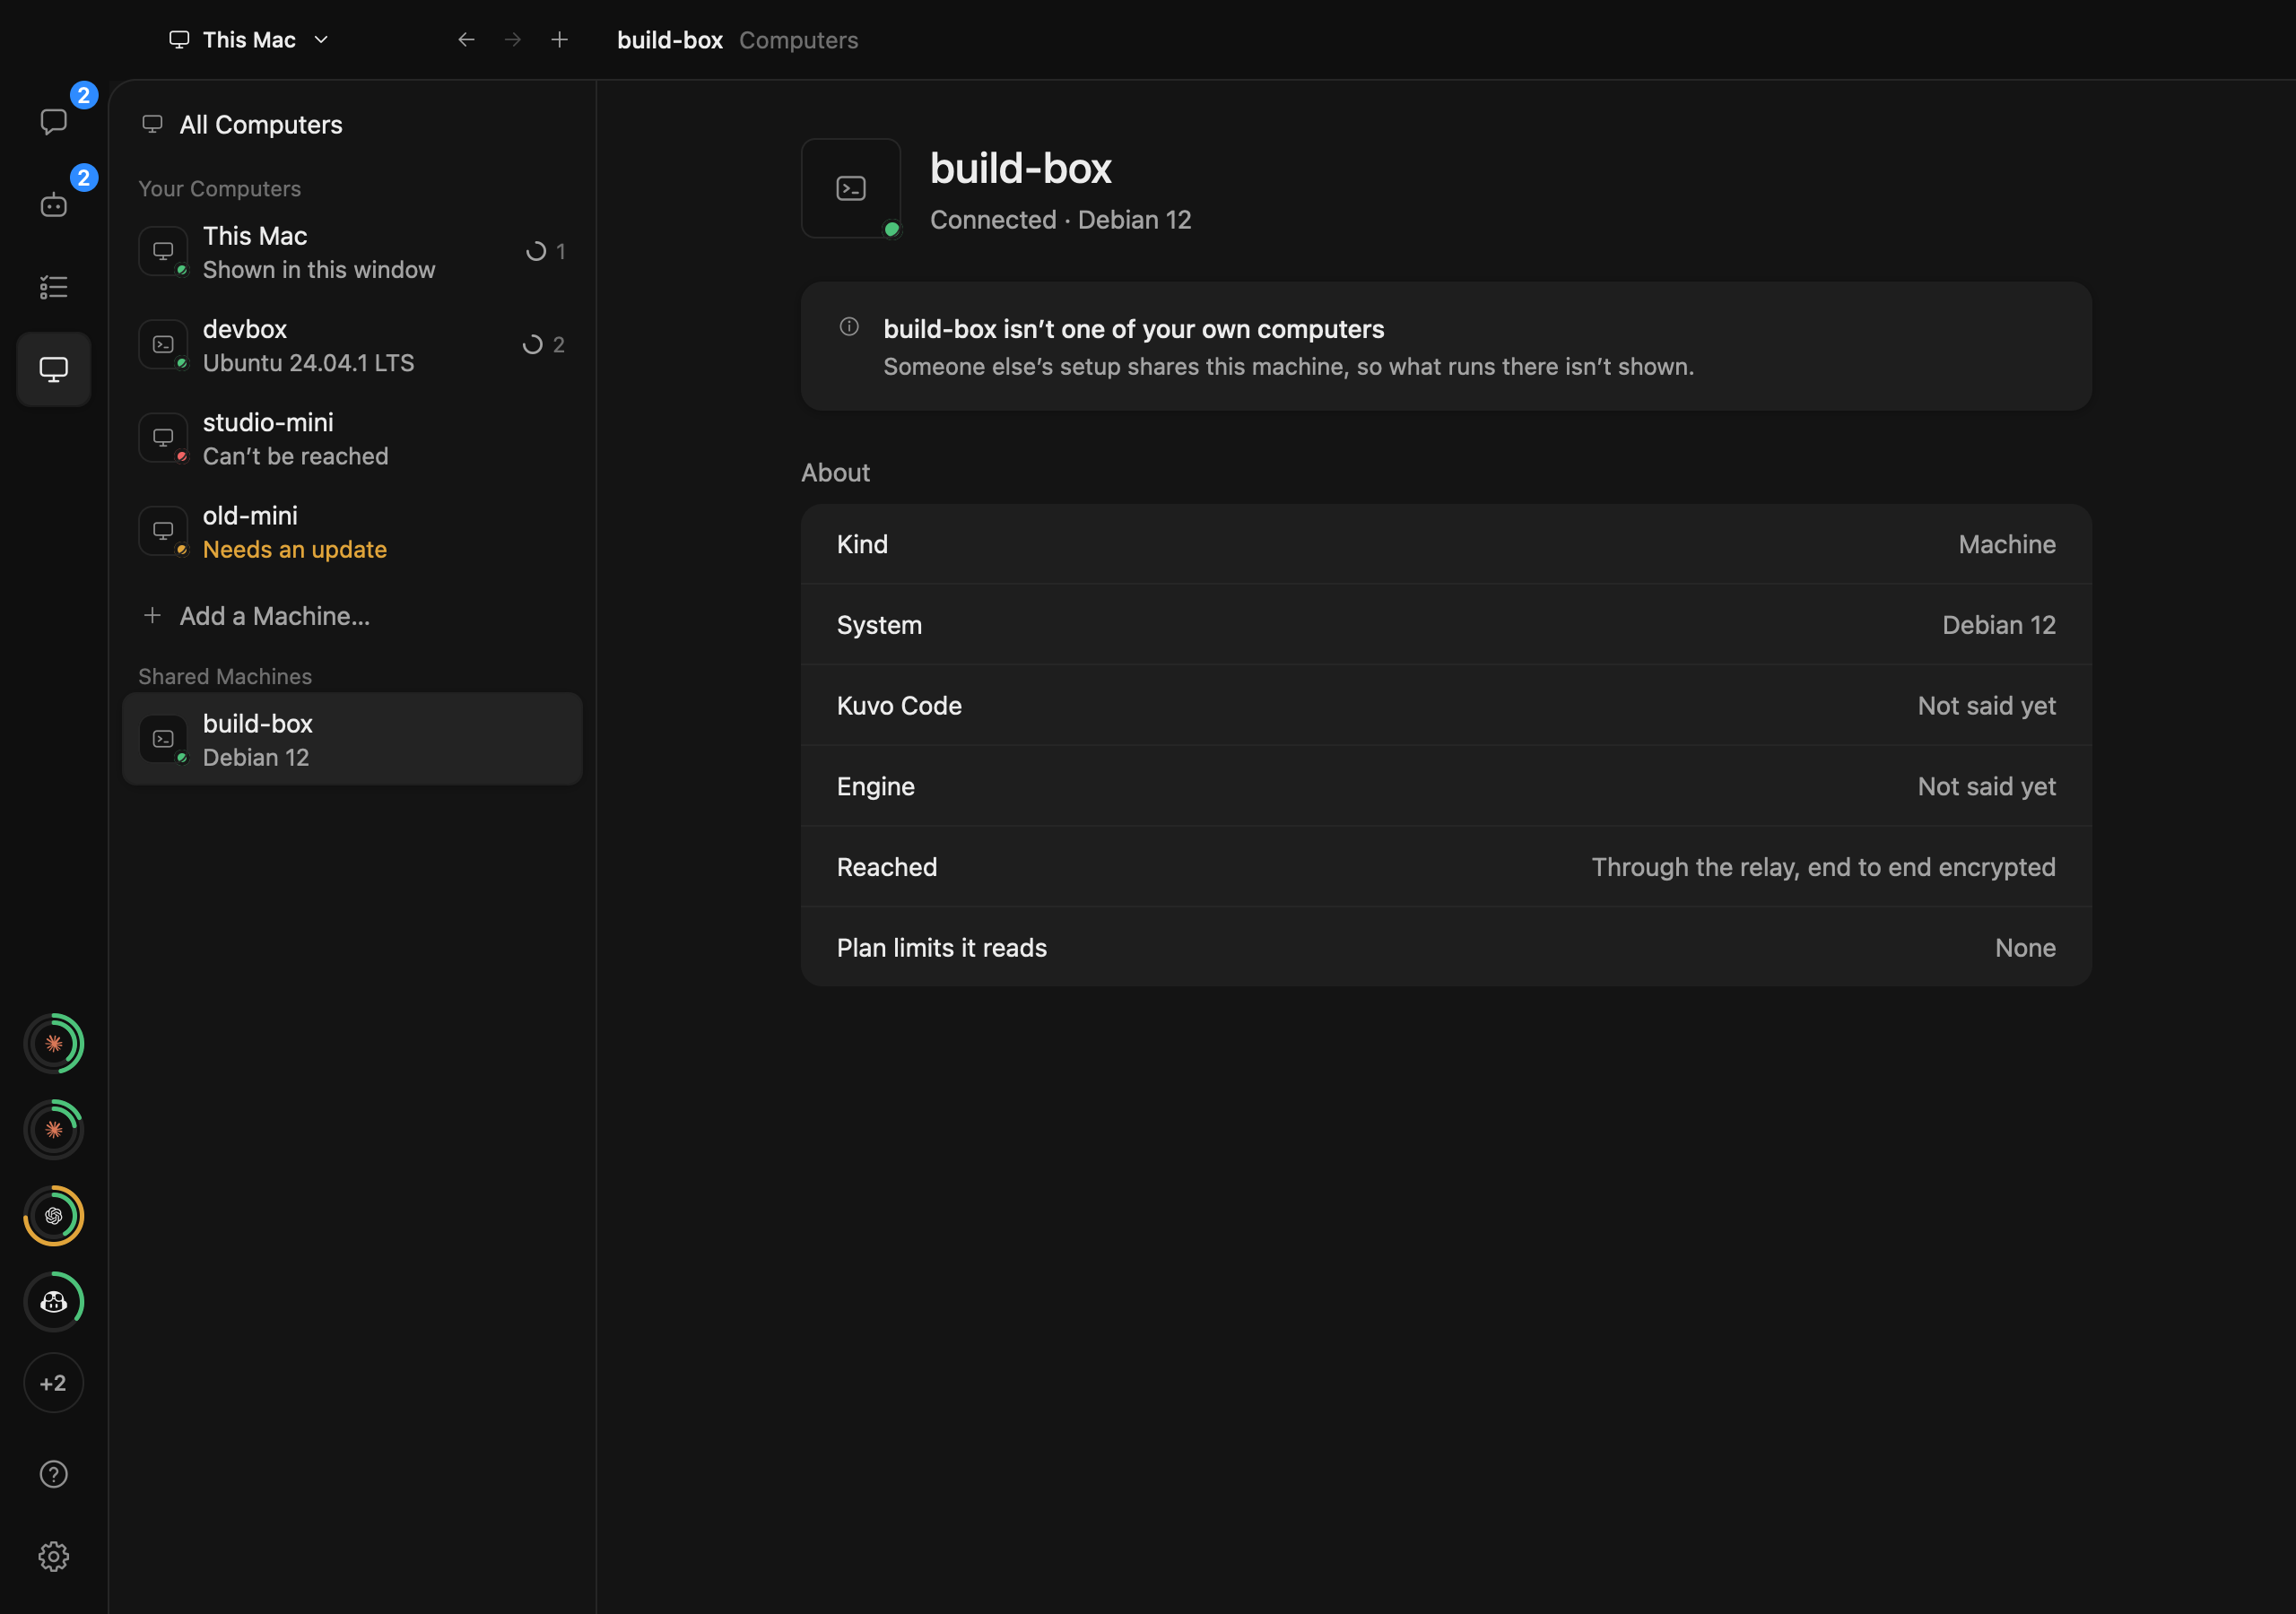 This Mac
build-box Computers
2
2
All Computers
Your Computers
This Mac
Shown in this window
1
devbox
Ubuntu 24.04.1 LTS
2
studio-mini
Can’t be reached
old-mini
Needs an update
Add a Machine...
Shared Machines
build-box
Debian 12
+2
build-box
Connected · Debian 12
build-box isn’t one of your own computers
Someone else’s setup shares this machine, so what runs there isn’t shown.
About
Kind Machine
System Debian 12
Kuvo Code Not said yet
Engine Not said yet
Reached Through the relay, end to end encrypted
Plan limits it reads None